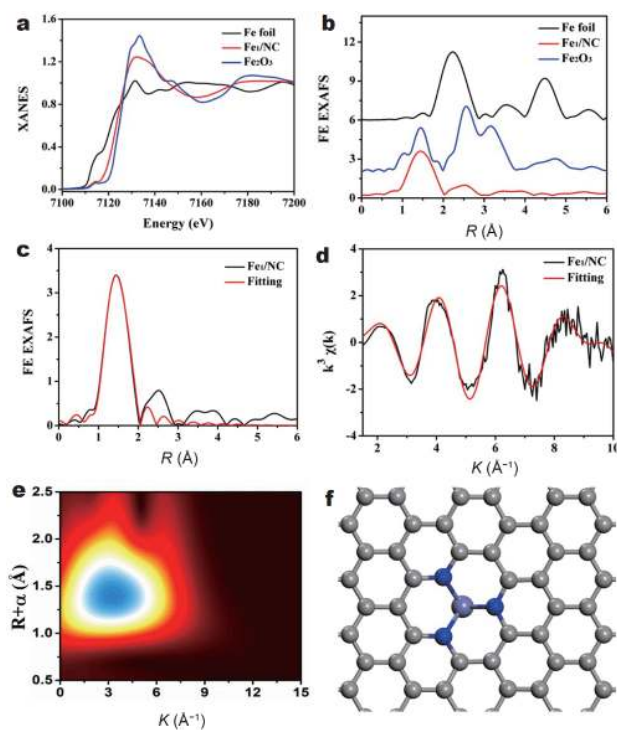 a
Fe foil
Fe₁/NC
Fe₂O₃
XANES
1.6
1.2
0.8
0.4
0.0
7100 7120 7140 7160 7180 7200
Energy (eV)
b
Fe foil
Fe₁/NC
Fe₂O₃
FE EXAFS
12
9
6
3
0
0 1 2 3 4 5 6
R (Å)
c
Fe₁/NC
Fitting
FE EXAFS
4
3
2
1
0
0 1 2 3 4 5 6
R (Å)
d
Fe₁/NC
Fitting
k³ χ(k)
4
2
0
-2
-4
2 4 6 8 10
K (Å⁻¹)
e
R+α (Å)
2.5
2.0
1.5
1.0
0.5
0 3 6 9 12 15
K (Å⁻¹)
f